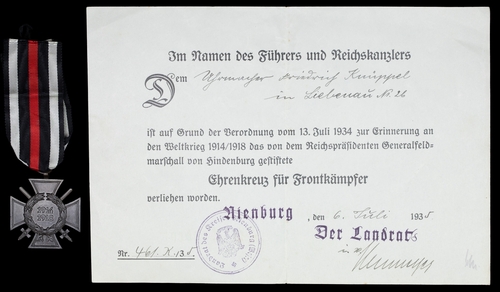 Im Namen des Führers und Reichskanzlers
Dem Uhrmacher Friedrich Knüppel
in Liebenau Nr. 26
ist auf Grund der Verordnung vom 13. Juli 1934 zur Erinnerung an
den Weltkrieg 1914/1918 das von dem Reichspräsidenten Generalfeld-
marschall von Hindenburg gestiftete
Ehrenkreuz für Frontkämpfer
verliehen worden.
Nienburg, den 6. Juli 1935
Der Landrat
Nr. 461.X.135.
1914
1918